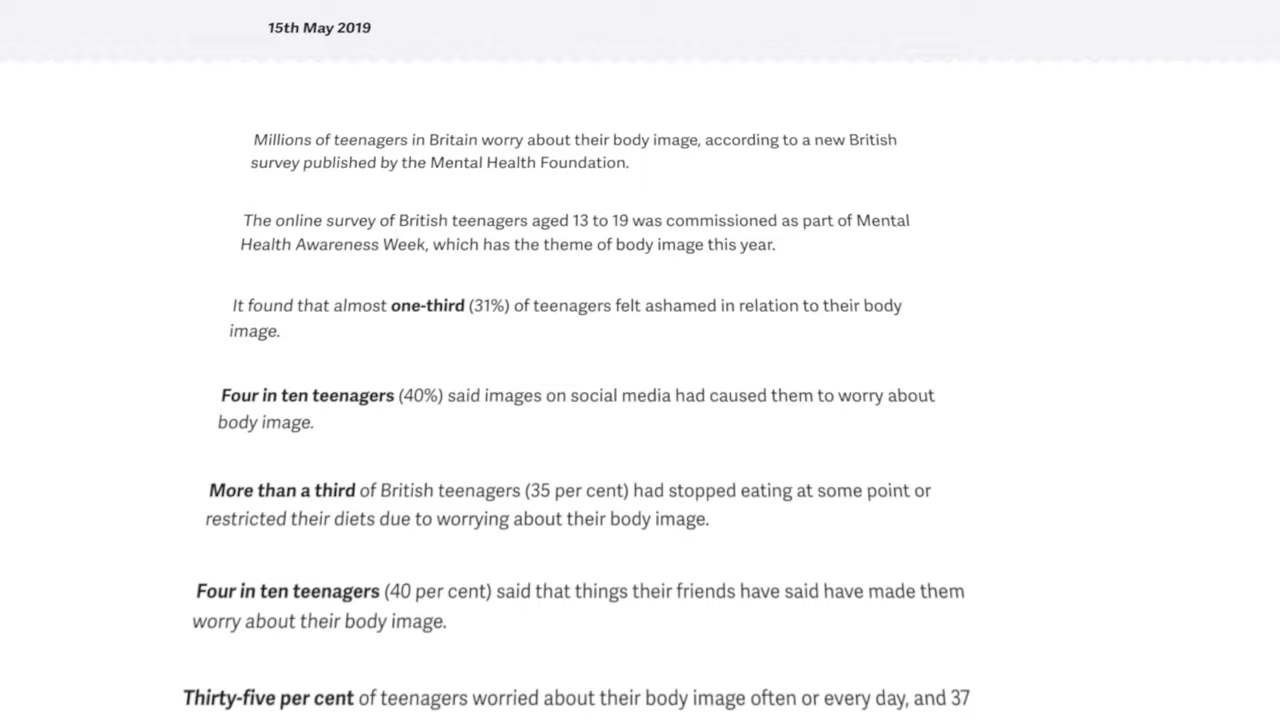 15th May 2019
Millions of teenagers in Britain worry about their body image, according to a new British
survey published by the Mental Health Foundation.
The online survey of British teenagers aged 13 to 19 was commissioned as part of Mental
Health Awareness Week, which has the theme of body image this year.
It found that almost one-third (31%) of teenagers felt ashamed in relation to their body
image.
Four in ten teenagers (40%) said images on social media had caused them to worry about
body image.
More than a third of British teenagers (35 per cent) had stopped eating at some point or
restricted their diets due to worrying about their body image.
Four in ten teenagers (40 per cent) said that things their friends have said have made them
worry about their body image.
Thirty-five per cent of teenagers worried about their body image often or every day, and 37